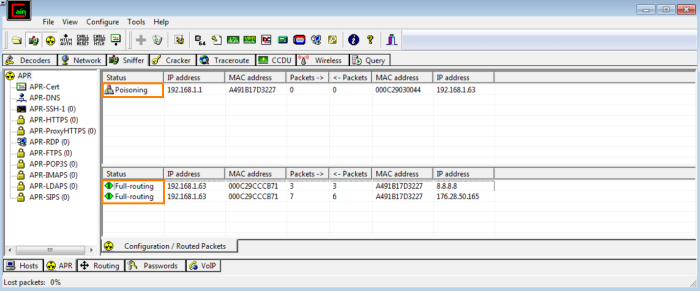 Cain
File View Configure Tools Help
Decoders Network Sniffer Cracker Traceroute CCDU Wireless Query
APR
APR-Cert
APR-DNS
APR-SSH-1 (0)
APR-HTTPS (0)
APR-ProxyHTTPS (0)
APR-RDP (0)
APR-FTPS (0)
APR-POP3S (0)
APR-IMAPS (0)
APR-LDAPS (0)
APR-SIPS (0)
Status IP address MAC address Packets -> <- Packets MAC address IP address
Poisoning 192.168.1.1 A491B17D3227 0 0 000C29030044 192.168.1.63
Status IP address MAC address Packets -> <- Packets MAC address IP address
Full-routing 192.168.1.63 000C29CCCB71 3 3 A491B17D3227 8.8.8.8
Full-routing 192.168.1.63 000C29CCCB71 7 6 A491B17D3227 176.28.50.165
Configuration / Routed Packets
Hosts APR Routing Passwords VoIP
Lost packets: 0%